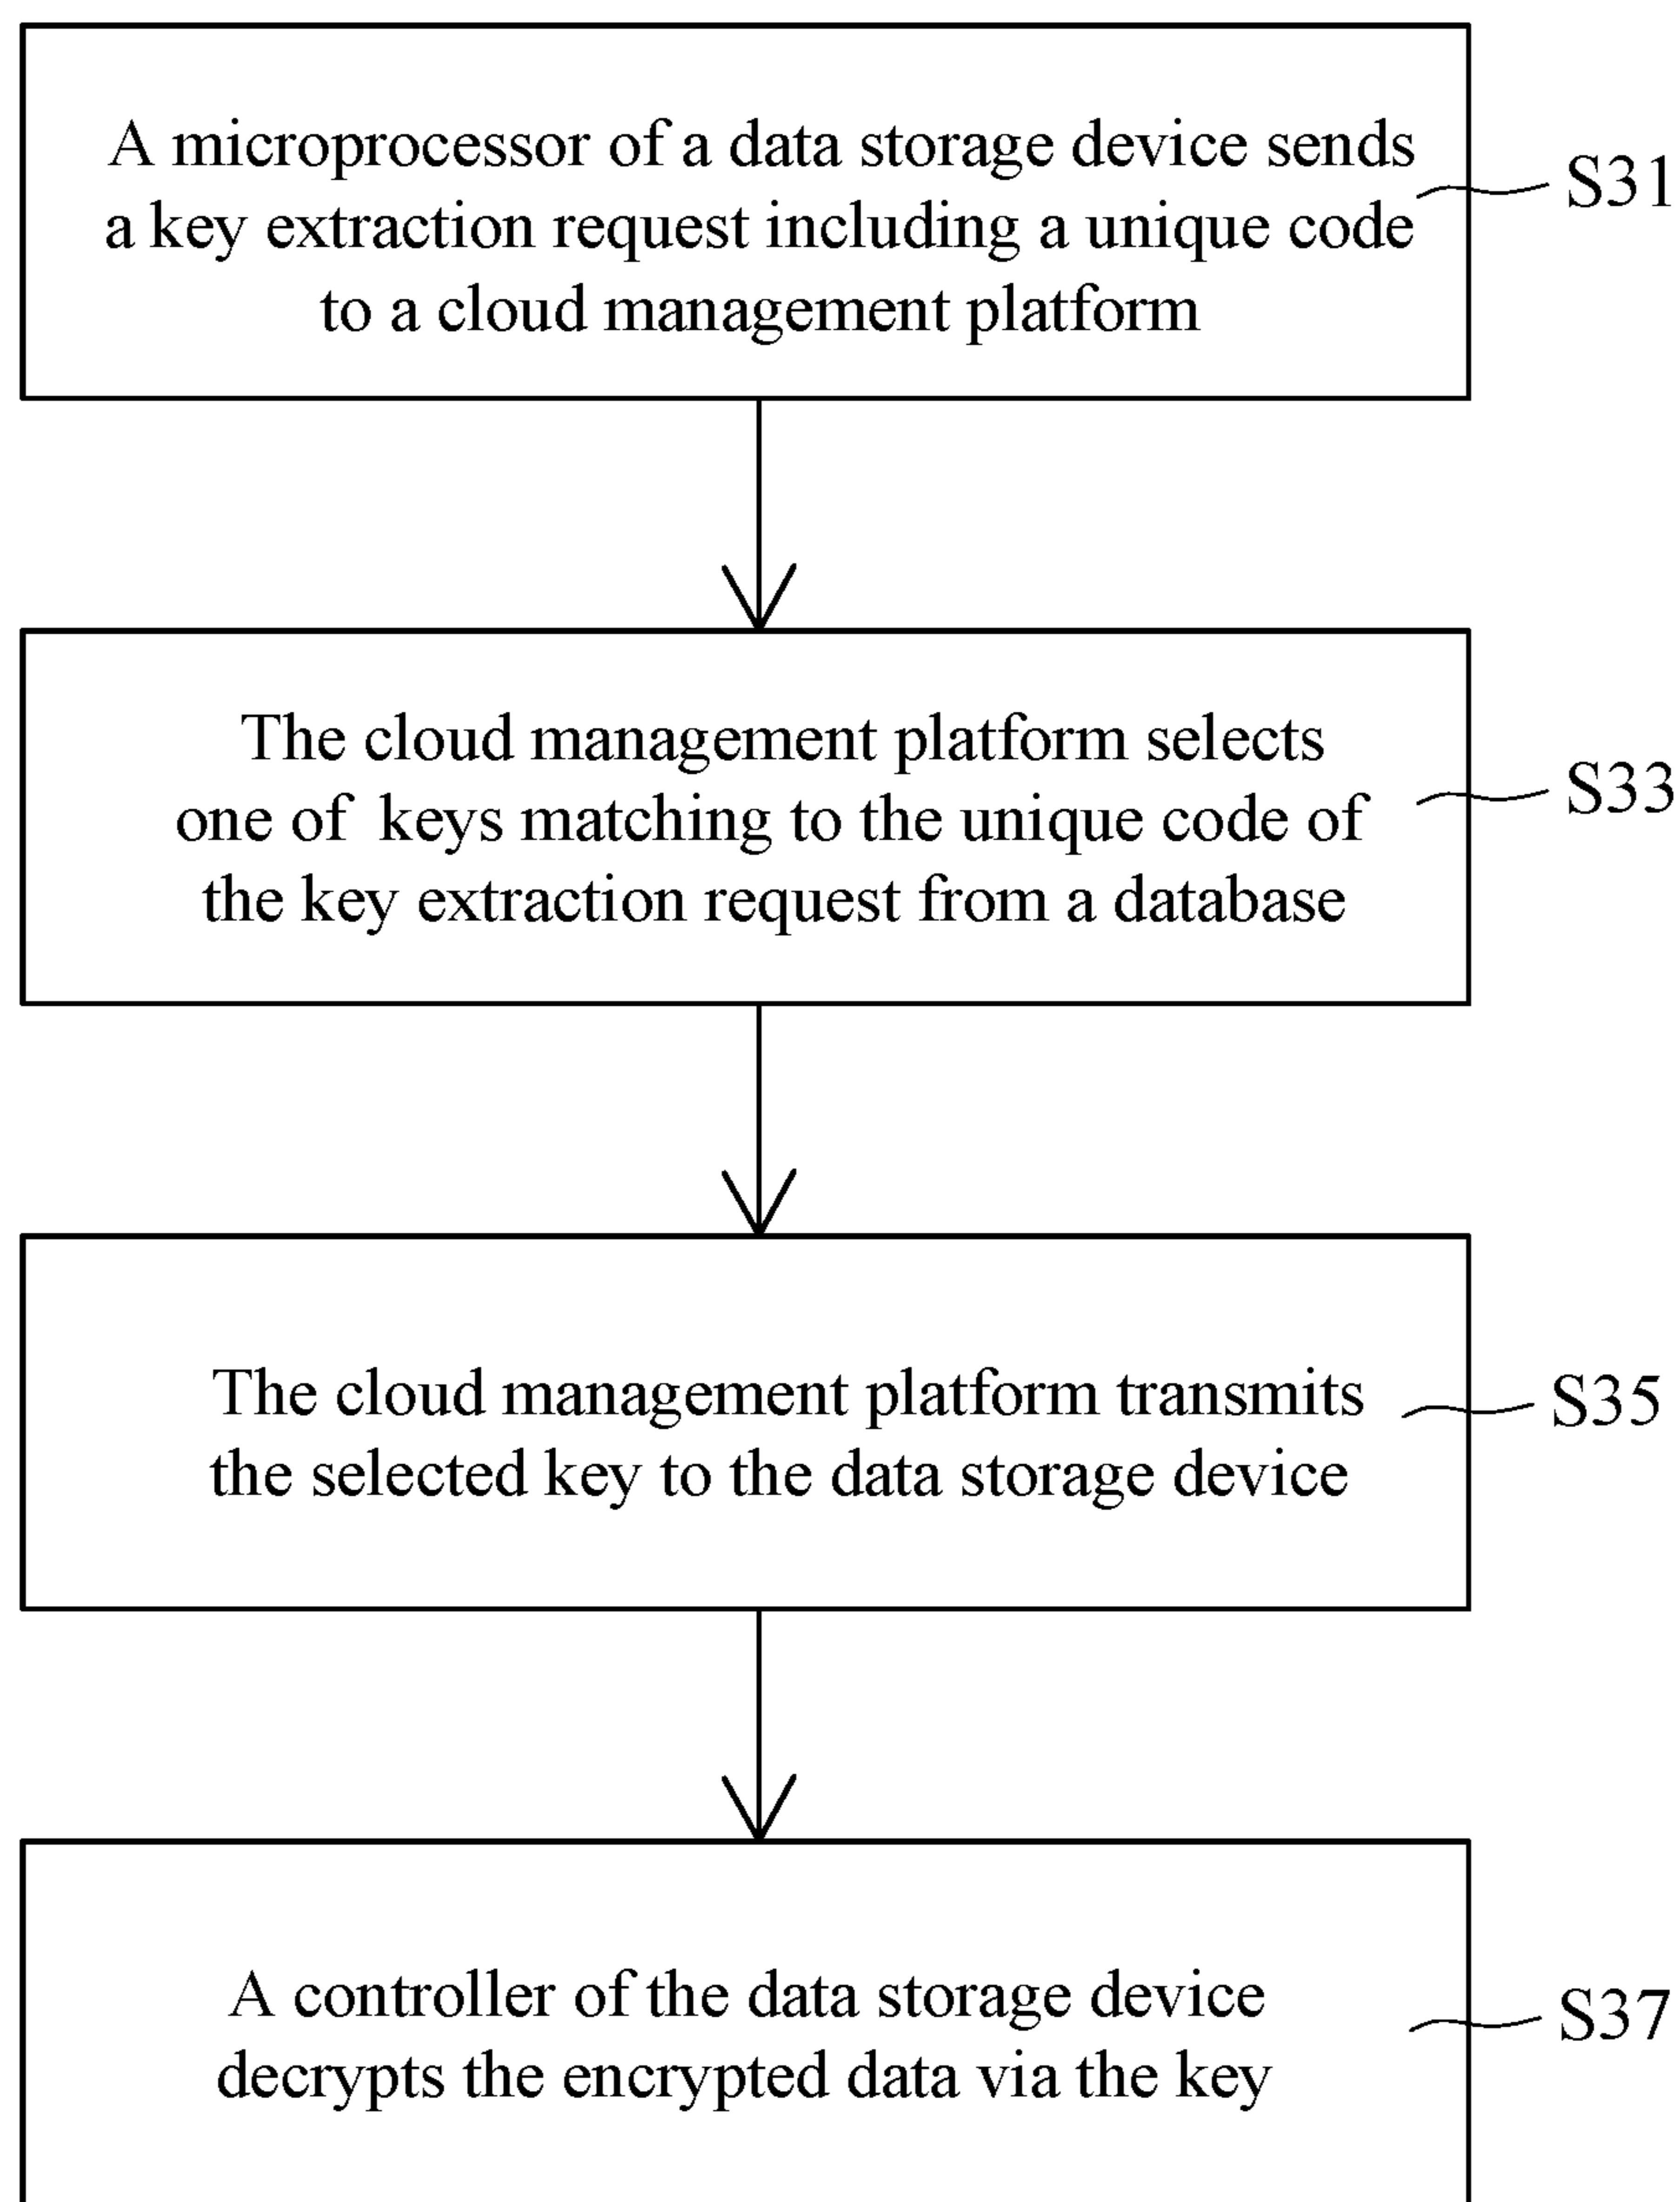 A microprocessor of a data storage device sends
a key extraction request including a unique code
to a cloud management platform
S31
The cloud management platform selects
one of keys matching to the unique code of
the key extraction request from a database
S33
The cloud management platform transmits
the selected key to the data storage device
S35
A controller of the data storage device
decrypts the encrypted data via the key
S37